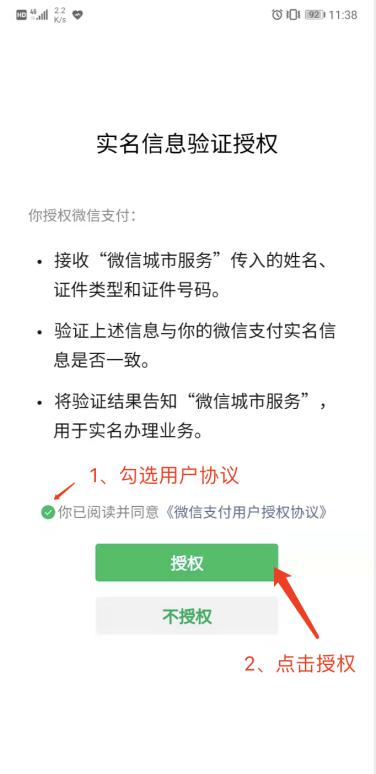 HD 4G 2.2 K/s 92 11:38
实名信息验证授权
你授权微信支付：
• 接收“微信城市服务”传入的姓名、
证件类型和证件号码。
• 验证上述信息与你的微信支付实名信
息是否一致。
• 将验证结果告知“微信城市服务”，
用于实名办理业务。
1、勾选用户协议
你已阅读并同意《微信支付用户授权协议》
授权
不授权
2、点击授权